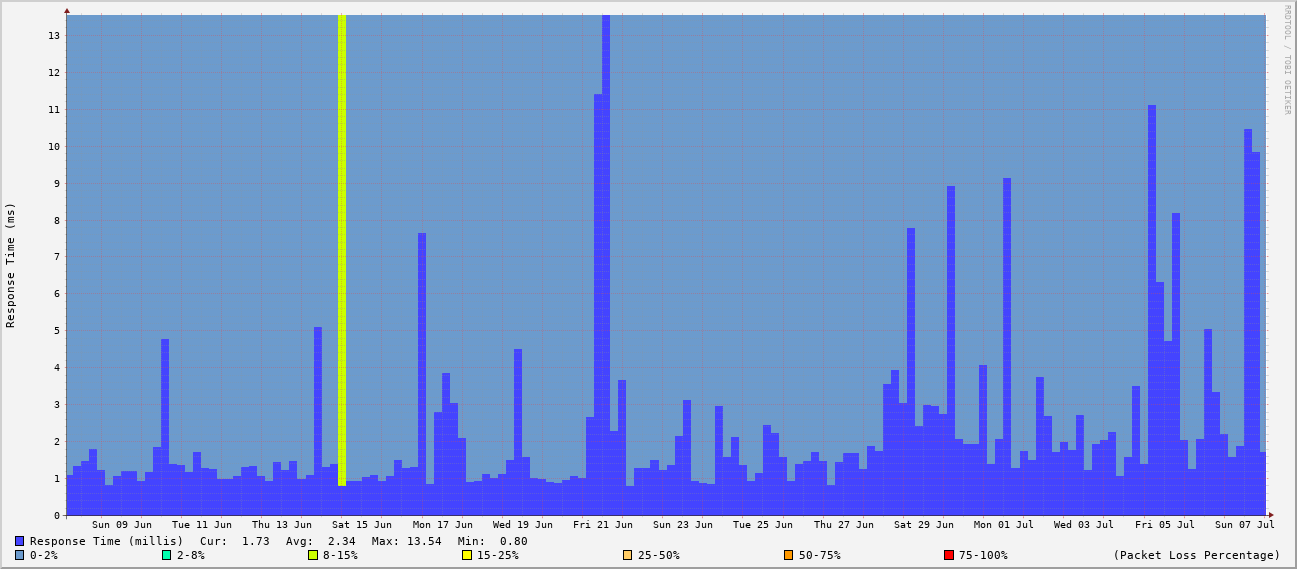 RRDTOOL / TOBI OETIKER
Response Time (ms)
13
12
11
10
9
8
7
6
5
4
3
2
1
0
Sun 09 Jun Tue 11 Jun Thu 13 Jun Sat 15 Jun Mon 17 Jun Wed 19 Jun Fri 21 Jun Sun 23 Jun Tue 25 Jun Thu 27 Jun Sat 29 Jun Mon 01 Jul Wed 03 Jul Fri 05 Jul Sun 07 Jul
Response Time (millis) Cur: 1.73 Avg: 2.34 Max: 13.54 Min: 0.80
0-2% 2-8% 8-15% 15-25% 25-50% 50-75% 75-100% (Packet Loss Percentage)